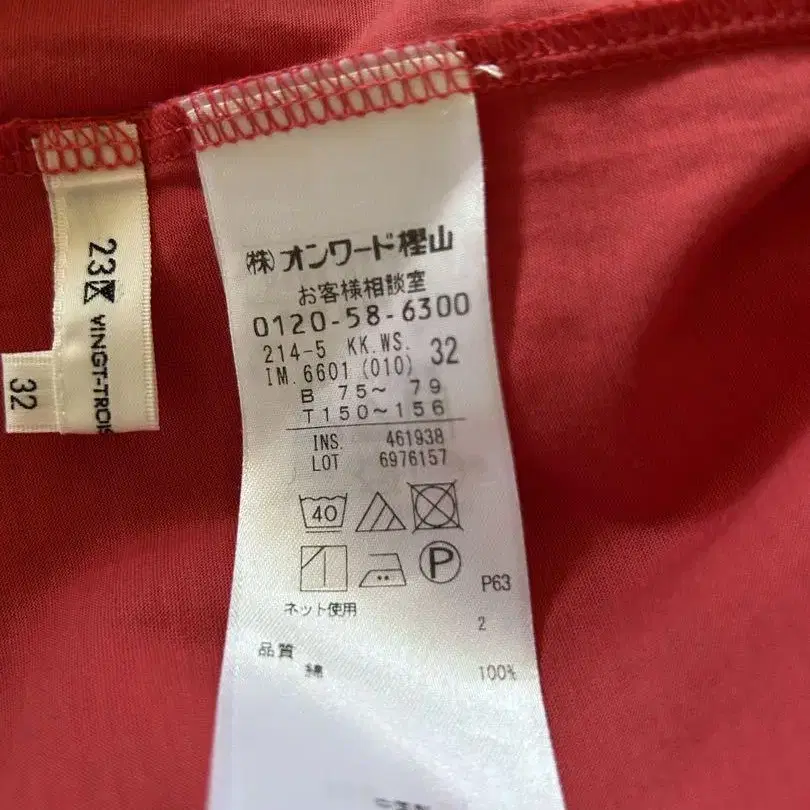 23区
VINGT-TROIS
32
(株)オンワード樫山
お客様相談室
0120-58-6300
214-5 KK.WS. 32
IM.6601(010)
B 75~ 79
T150~156
INS. 461938
LOT 6976157
40
P
P63
ネット使用
2
品質
綿 100%